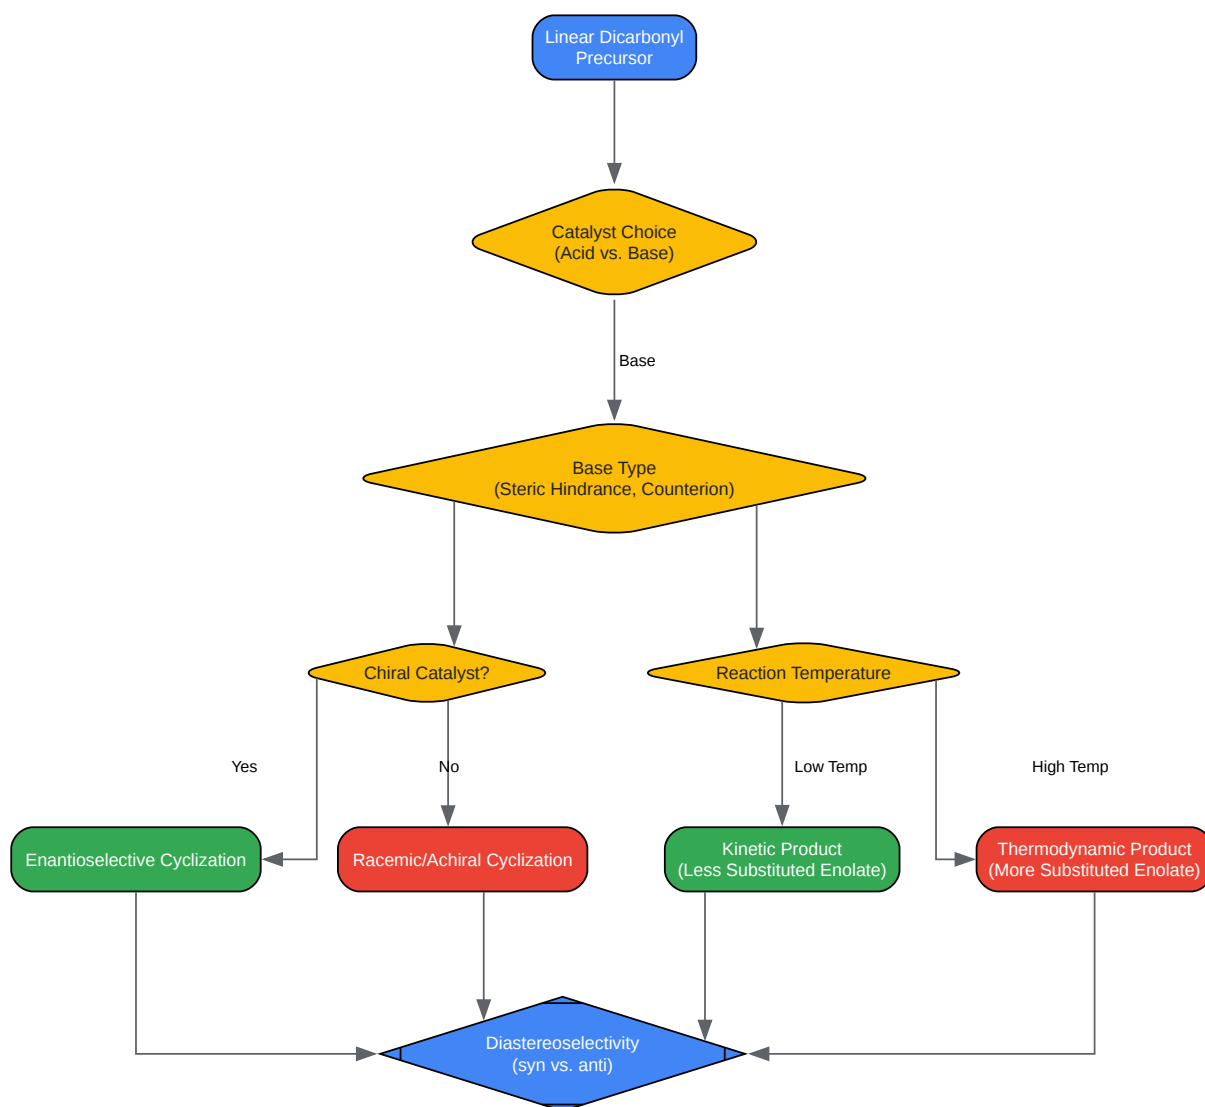 Linear Dicarbonyl
Precursor
Catalyst Choice
(Acid vs. Base)
Base
Base Type
(Steric Hindrance, Counterion)
Chiral Catalyst?
Reaction Temperature
Yes
No
Low Temp
High Temp
Enantioselective Cyclization
Racemic/Achiral Cyclization
Kinetic Product
(Less Substituted Enolate)
Thermodynamic Product
(More Substituted Enolate)
Diastereoselectivity
(syn vs. anti)